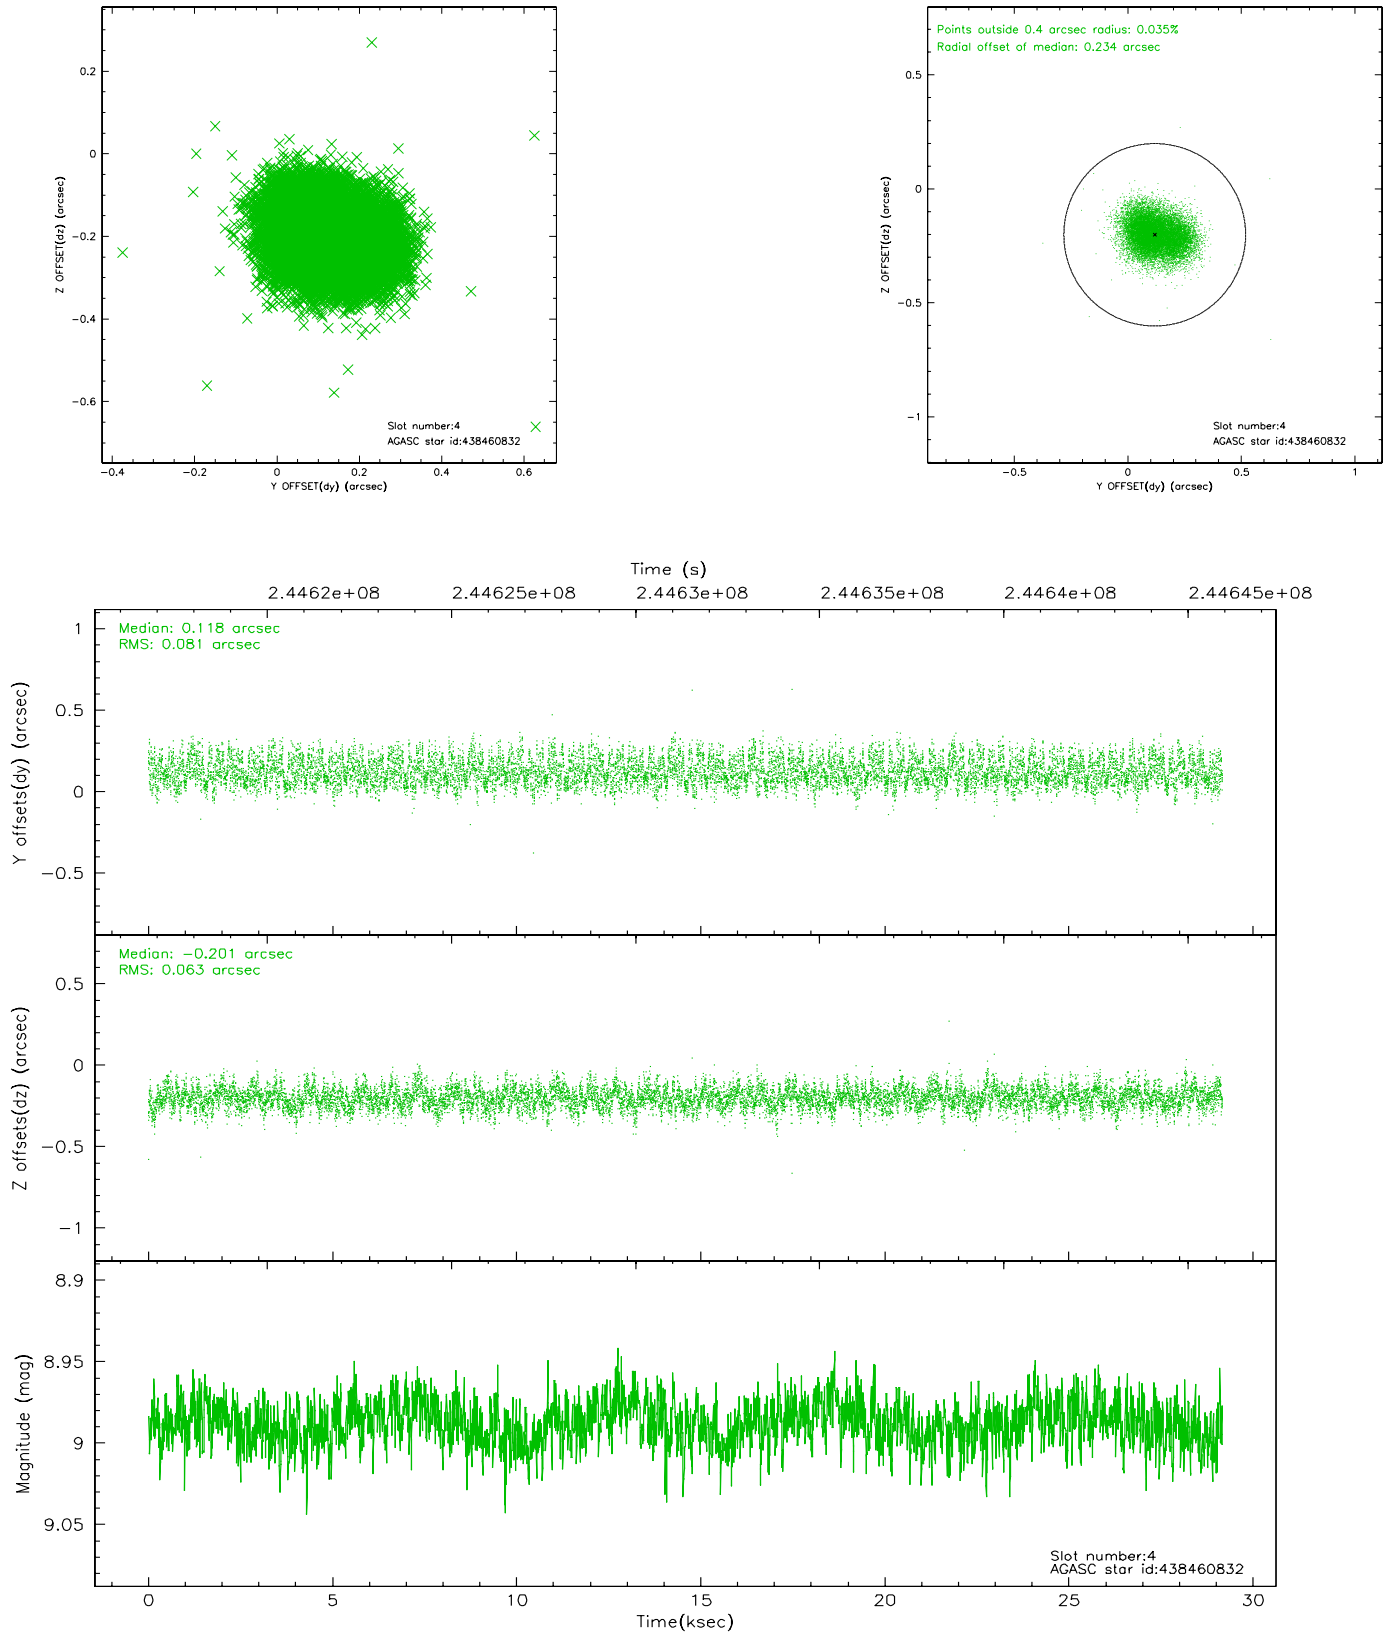 0.2
0
−0.2
−0.4
−0.6
Z OFFSET(dz) (arcsec)
Slot number:4
AGASC star id:438460832
−0.4
−0.2
0
0.2
0.4
0.6
Y OFFSET(dy) (arcsec)
Points outside 0.4 arcsec radius: 0.035%
Radial offset of median: 0.234 arcsec
0.5
0
−0.5
−1
Z OFFSET(dz) (arcsec)
Slot number:4
AGASC star id:438460832
−0.5
0
0.5
1
Y OFFSET(dy) (arcsec)
Time (s)
2.4462e+08
2.44625e+08
2.4463e+08
2.44635e+08
2.4464e+08
2.44645e+08
Median: 0.118 arcsec
RMS: 0.081 arcsec
1
0.5
0
−0.5
Y offsets(dy) (arcsec)
Median: −0.201 arcsec
RMS: 0.063 arcsec
0.5
0
−0.5
−1
Z offsets(dz) (arcsec)
8.9
8.95
9
9.05
Magnitude (mag)
Slot number:4
AGASC star id:438460832
0
5
10
15
20
25
30
Time(ksec)